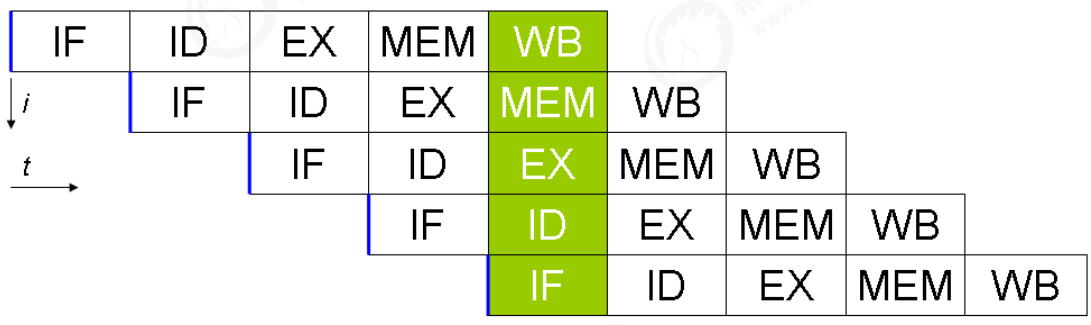 IF ID EX MEM WB
i IF ID EX MEM WB
t IF ID EX MEM WB
IF ID EX MEM WB
IF ID EX MEM WB